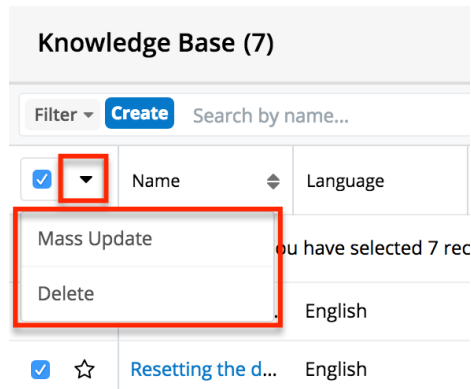 Knowledge Base (7)
Filter Create Search by name...
Name Language
Mass Update
you have selected 7 rec
Delete
English
Resetting the d... English